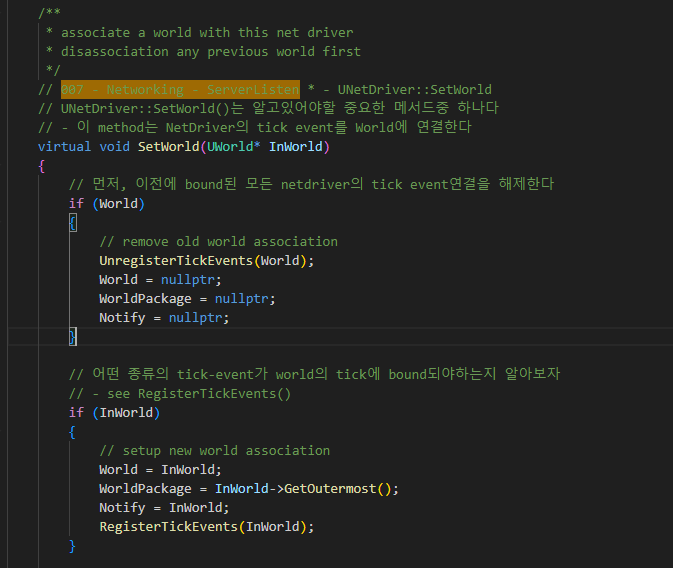 /**
 * associate a world with this net driver
 * disassociation any previous world first
 */
// 007 - Networking - ServerListen * - UNetDriver::SetWorld
// UNetDriver::SetWorld()는 알고있어야할 중요한 메서드중 하나다
// - 이 method는 NetDriver의 tick event를 World에 연결한다
virtual void SetWorld(UWorld* InWorld)
{
    // 먼저, 이전에 bound된 모든 netdriver의 tick event연결을 해제한다
    if (World)
    {
        // remove old world association
        UnregisterTickEvents(World);
        World = nullptr;
        WorldPackage = nullptr;
        Notify = nullptr;
    }
    // 어떤 종류의 tick-event가 world의 tick에 bound되야하는지 알아보자
    // - see RegisterTickEvents()
    if (InWorld)
    {
        // setup new world association
        World = InWorld;
        WorldPackage = InWorld->GetOutermost();
        Notify = InWorld;
        RegisterTickEvents(InWorld);
    }